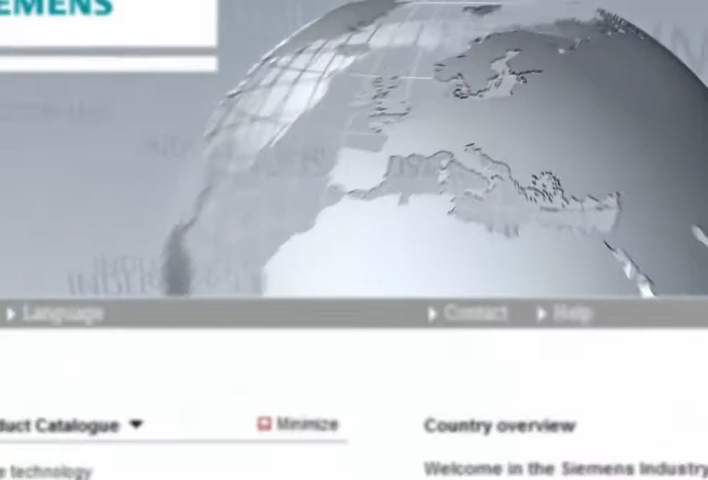 EMENS
Language
Contact
Help
duct Catalogue
Minimize
Country overview
e technology
Welcome in the Siemens Industry